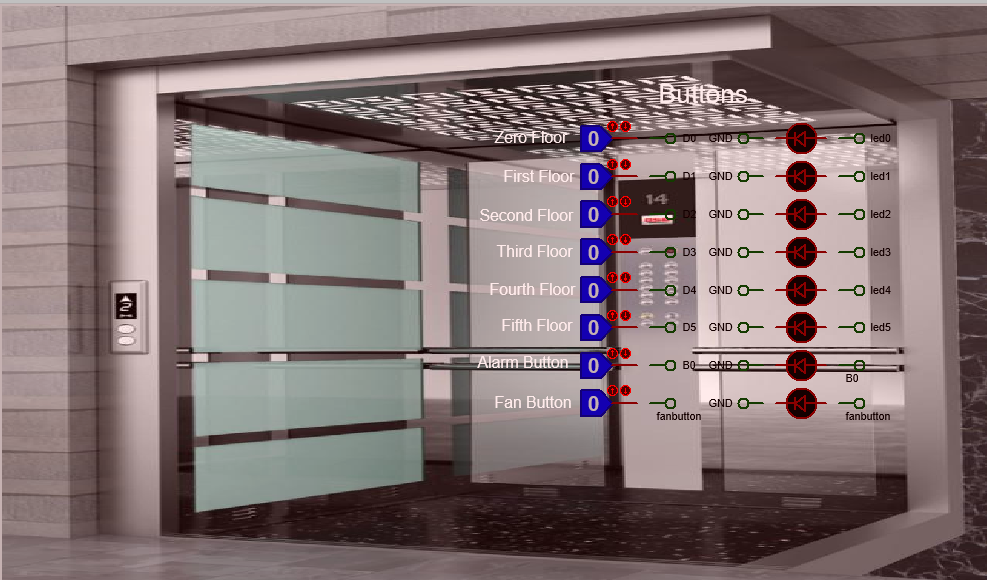 Buttons
Zero Floor 0 D0 GND led0
First Floor 0 D1 GND led1
14
Second Floor 0 D2 GND led2
Third Floor 0 D3 GND led3
Fourth Floor 0 D4 GND led4
Fifth Floor 0 D5 GND led5
Alarm Button 0 B0 GND
B0
Fan Button 0 GND
fanbutton fanbutton